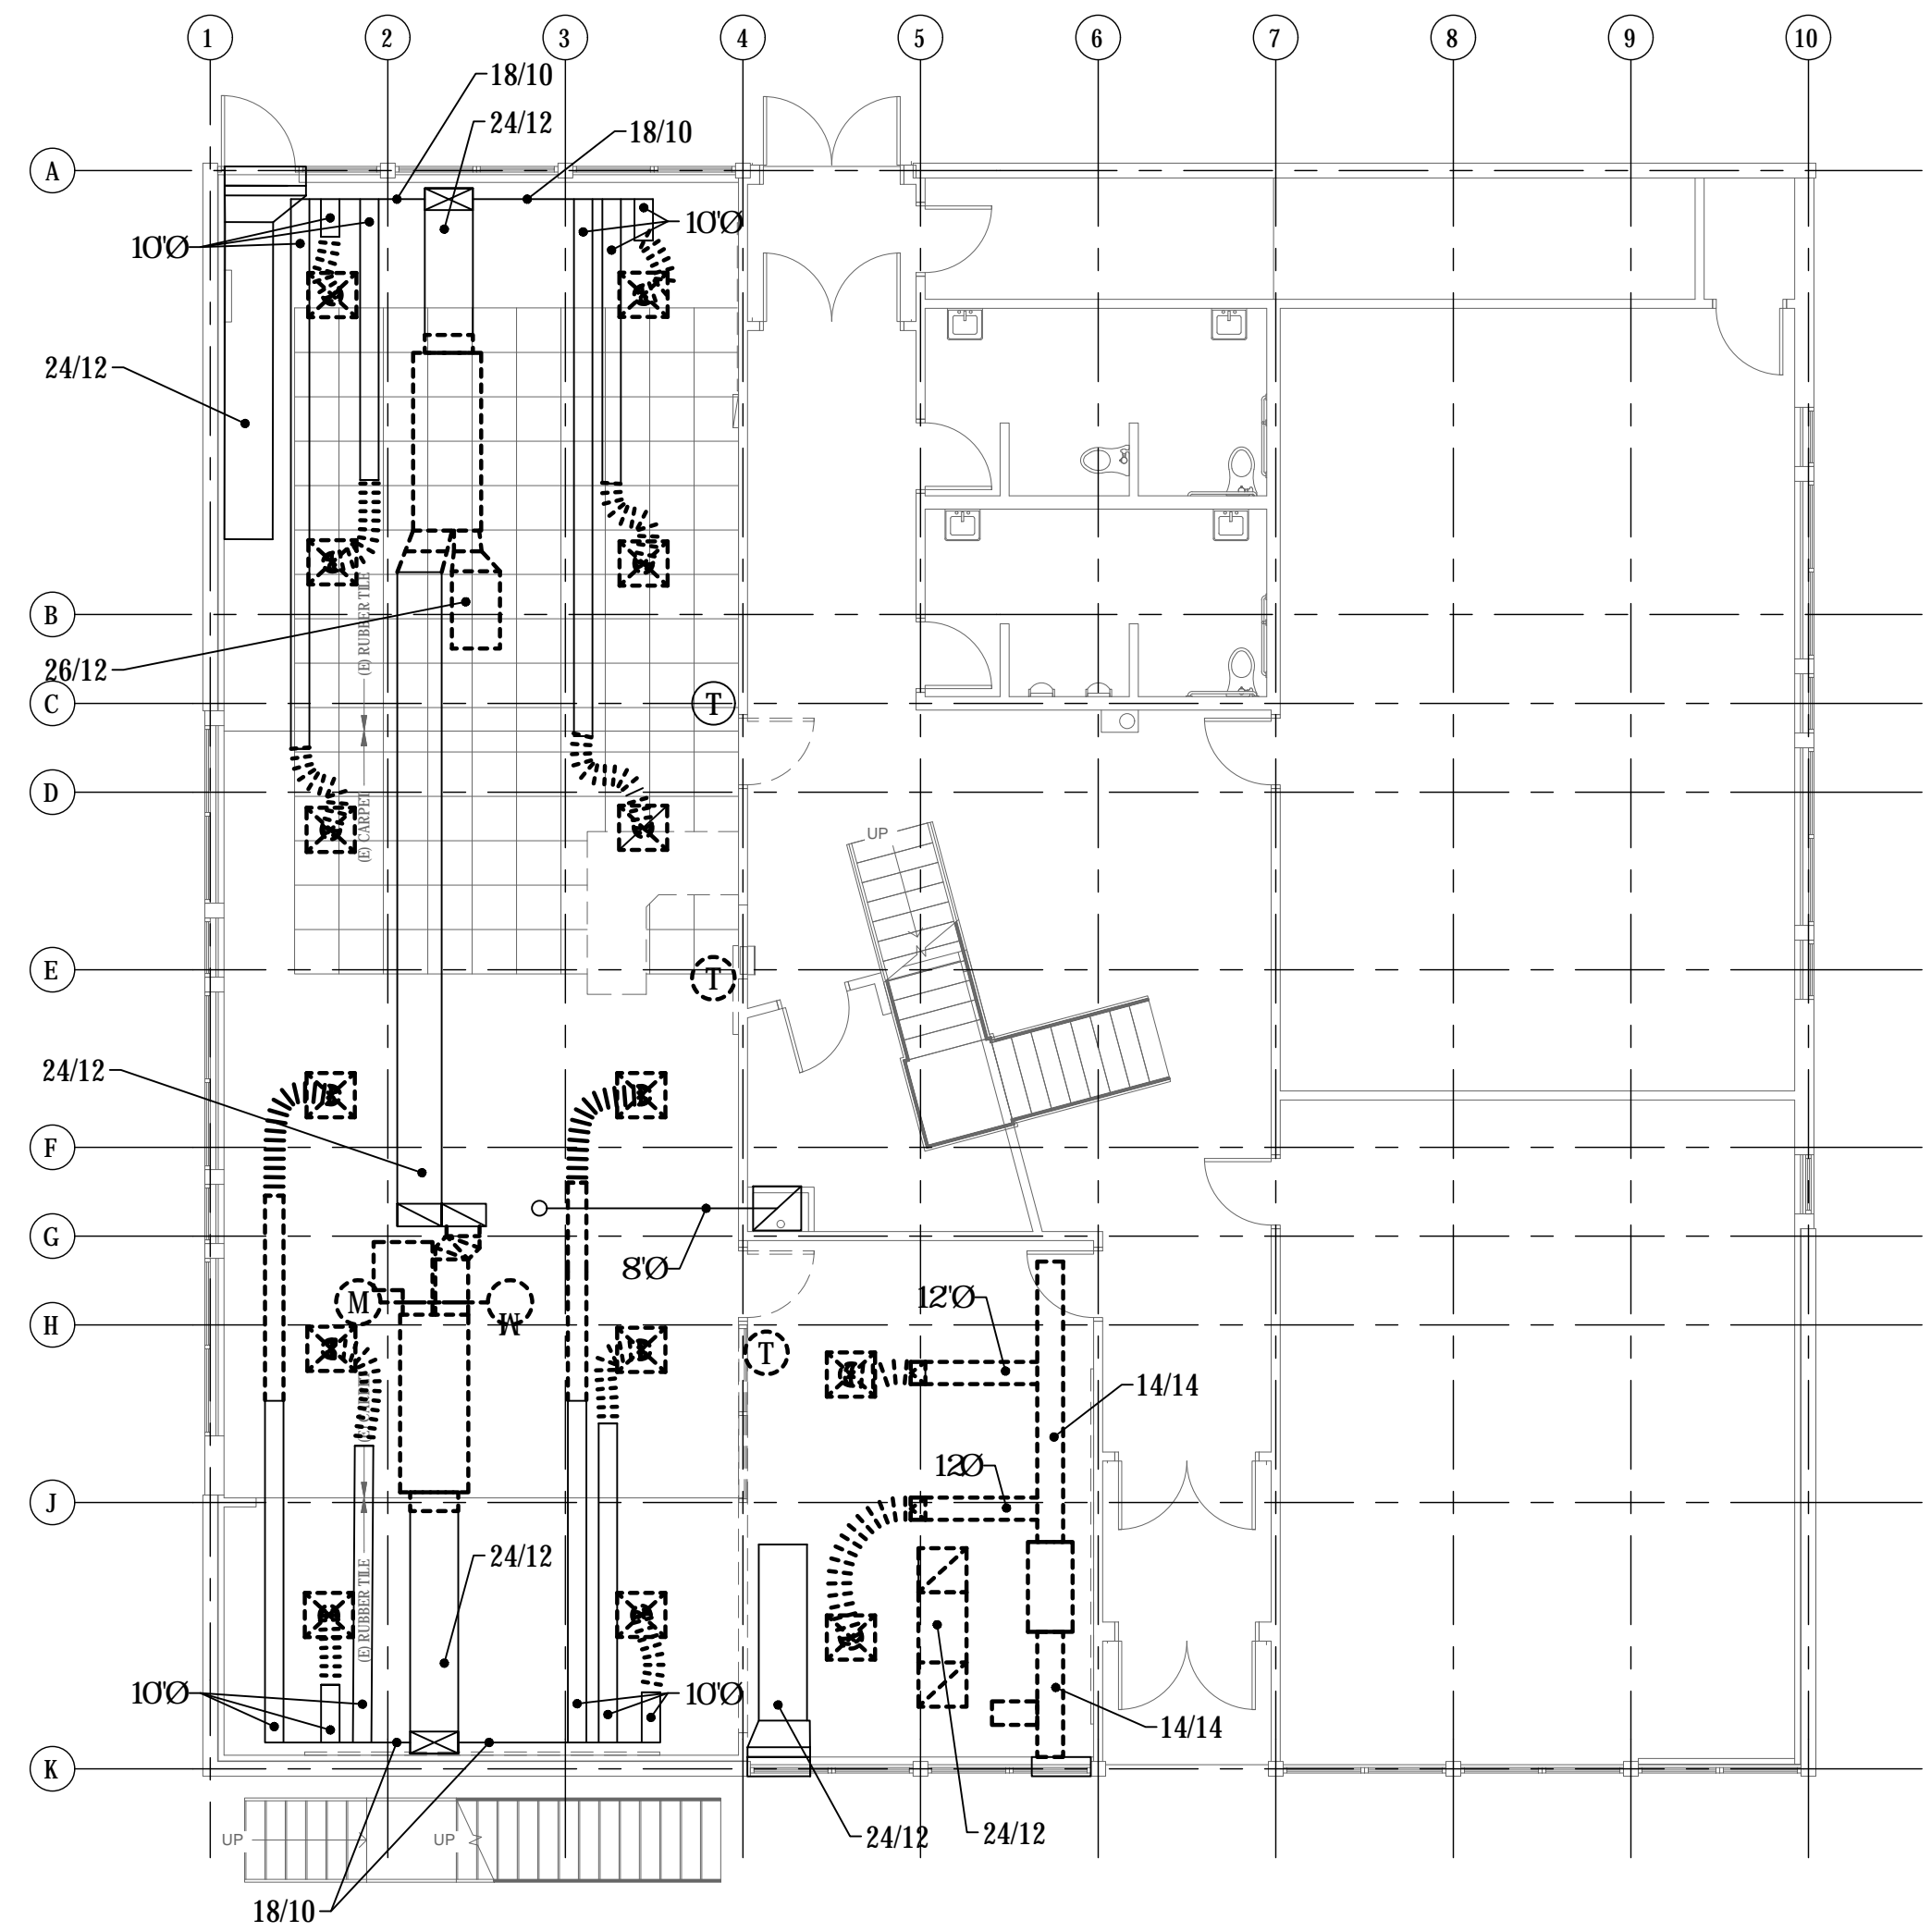 1 2 3 4 5 6 7 8 9 10
18/10
24/12
18/10
A
10"Ø
10"Ø
24/12
(E) RUBBER TILE
B
26/12
C
T
D
(E) CARPET
UP
E
T
24/12
F
G
8"Ø
12"Ø
M
M
H
T
14/14
(E) CARPET
12Ø
J
24/12
(E) RUBBER TILE
10"Ø
10"Ø
14/14
K
24/12
24/12
UP
UP
18/10